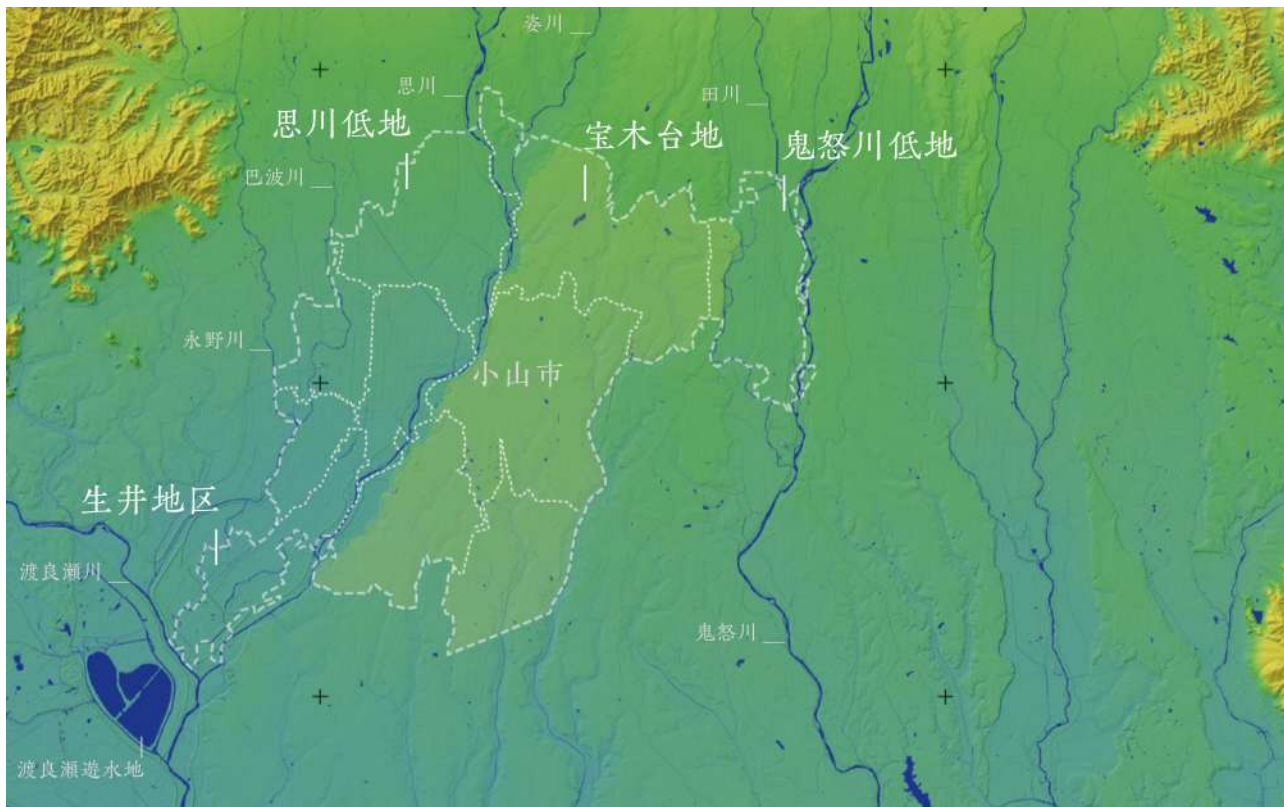 姿川
思川
田川
思川低地
宝木台地
鬼怒川低地
巴波川
永野川
小山市
生井地区
渡良瀬川
鬼怒川
渡良瀬遊水地